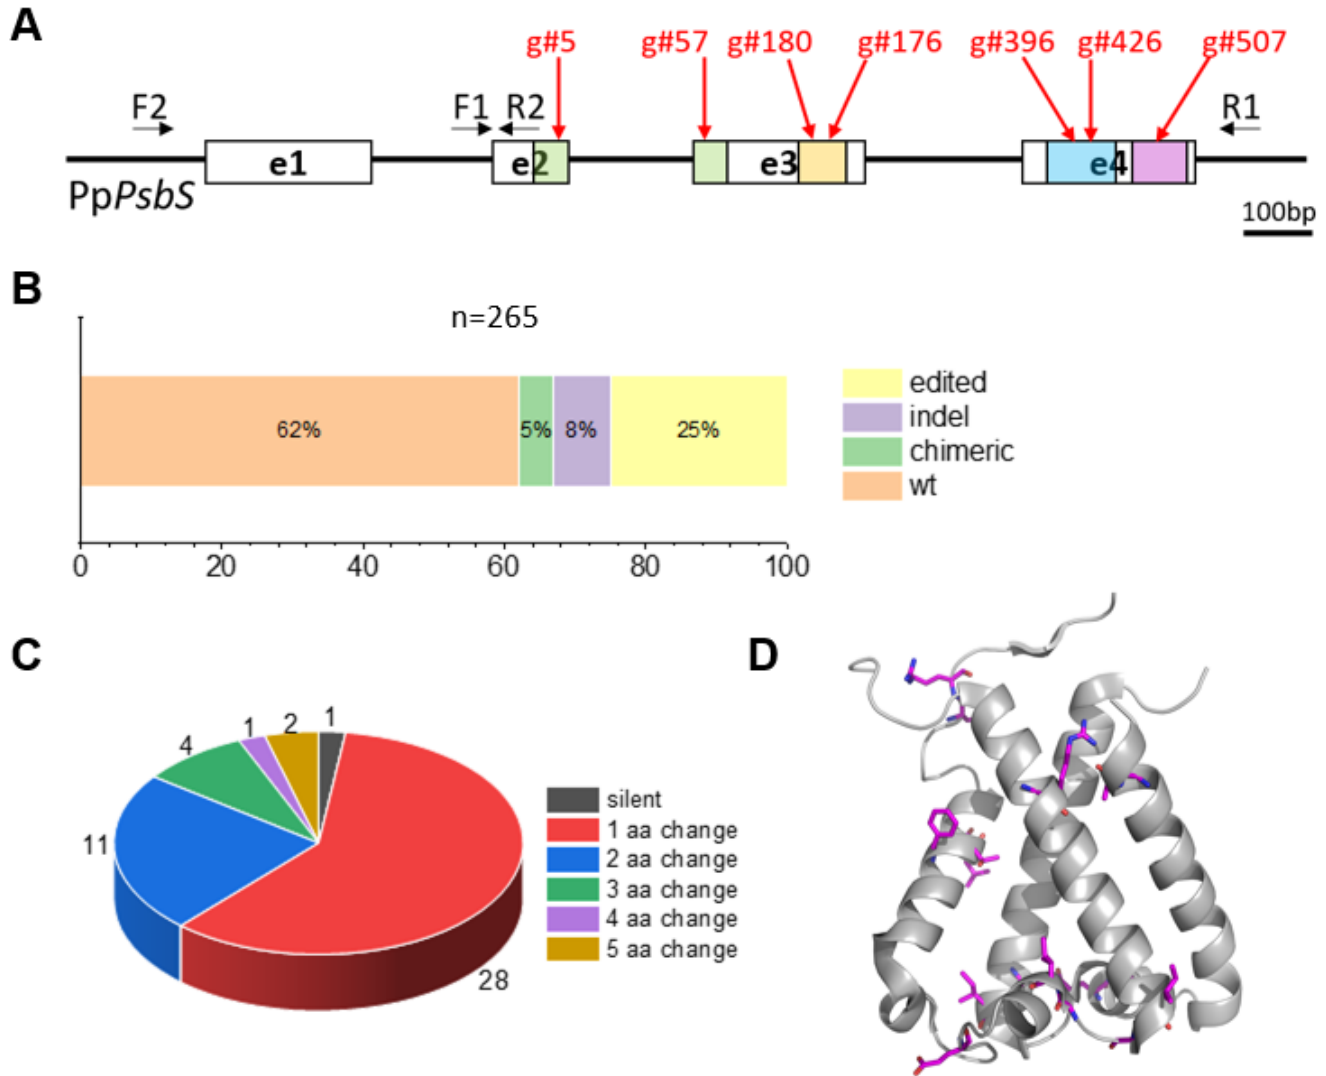 A
g#5 g#57 g#180 g#176 g#396 g#426 g#507
F2 F1 R2 R1
e1 e2 e3 e4
PpPsbS
100bp
B
n=265
62% 5% 8% 25%
edited
indel
chimeric
wt
0 20 40 60 80 100
C
D
1 2 1
4
11
28
silent
1 aa change
2 aa change
3 aa change
4 aa change
5 aa change